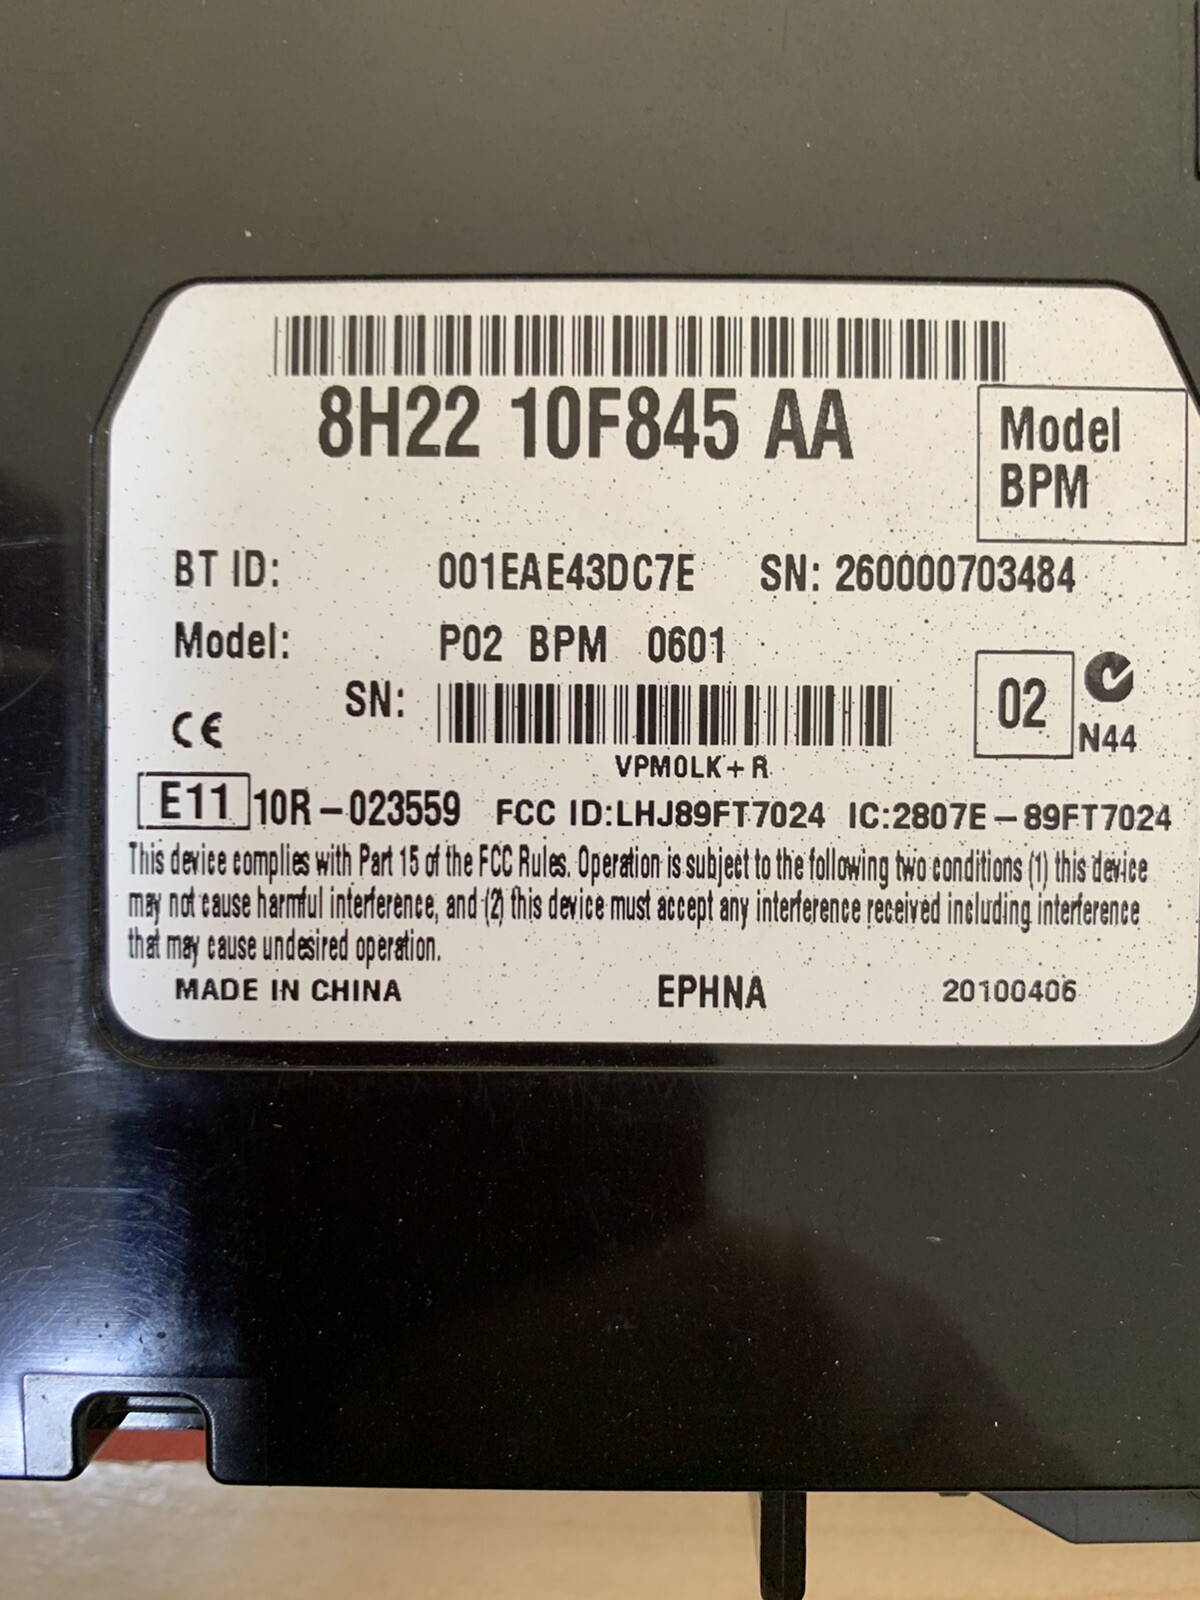 8H22 10F845 AA
Model
BPM
BT ID: 001EAE43DC7E SN: 260000703484
Model: P02 BPM 0601
SN:
02
N44
CE
VPM0LK+R
E11 10R-023559 FCC ID:LHJ89FT7024 IC:2807E-89FT7024
This device complies with Part 15 of the FCC Rules. Operation is subject to the following two conditions (1) this device
may not cause harmful interference, and (2) this device must accept any interference received including interference
that may cause undesired operation.
MADE IN CHINA EPHNA 20100406